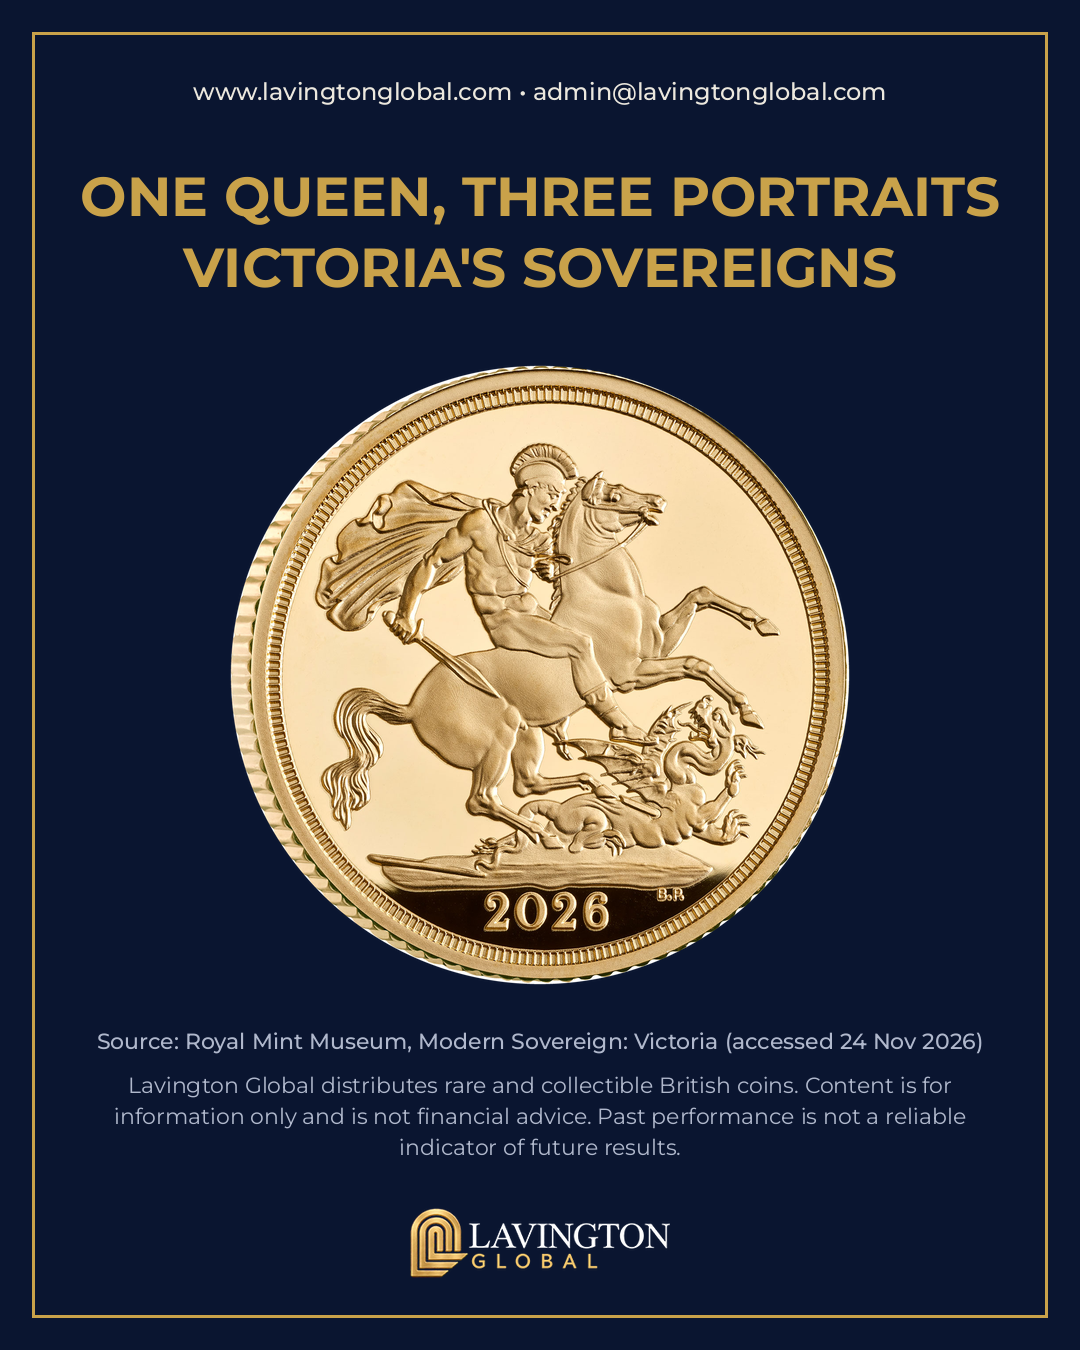 www.lavingtonglobal.com • admin@lavingtonglobal.com
ONE QUEEN, THREE PORTRAITS
VICTORIA'S SOVEREIGNS
2026
B.P.
Source: Royal Mint Museum, Modern Sovereign: Victoria (accessed 24 Nov 2026)
Lavington Global distributes rare and collectible British coins. Content is for
information only and is not financial advice. Past performance is not a reliable
indicator of future results.
LAVINGTON
GLOBAL